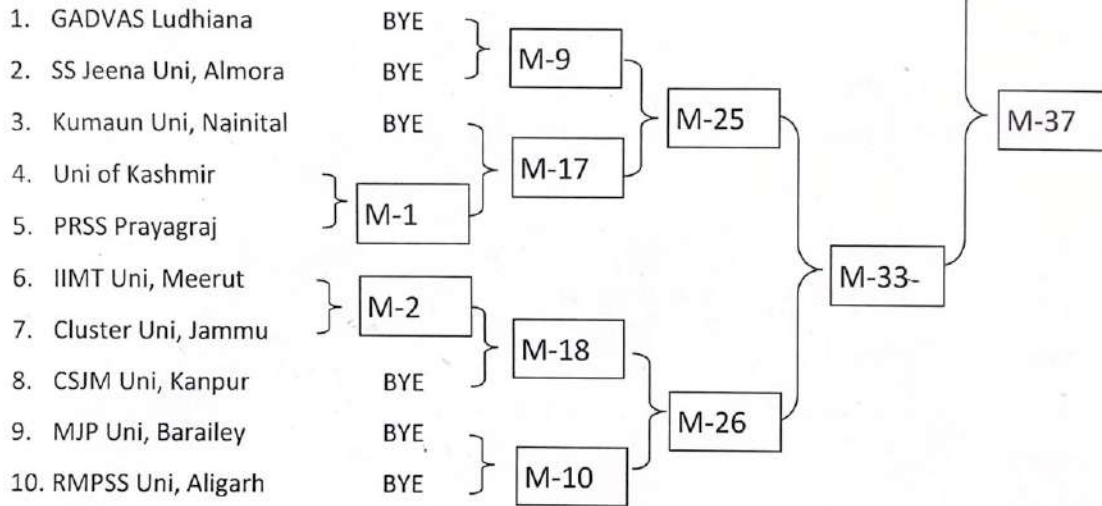 1. GADVAS Ludhiana BYE
M-9
2. SS Jeena Uni, Almora BYE
M-25 M-37
3. Kumaun Uni, Nainital BYE
M-17
4. Uni of Kashmir
M-1
5. PRSS Prayagraj
6. IIMT Uni, Meerut M-33-
M-2
7. Cluster Uni, Jammu
M-18
8. CSJM Uni, Kanpur BYE
M-26
9. MJP Uni, Barailey BYE
M-10
10. RMPSS Uni, Aligarh BYE